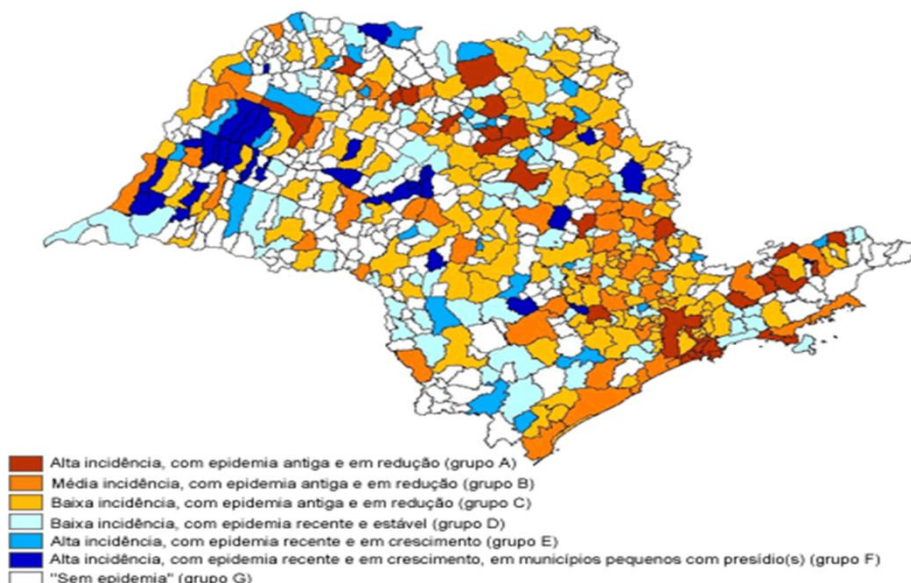 Alta incidência, com epidemia antiga e em redução (grupo A)
Média incidência, com epidemia antiga e em redução (grupo B)
Baixa incidência, com epidemia antiga e em redução (grupo C)
Baixa incidência, com epidemia recente e estável (grupo D)
Alta incidência, com epidemia recente e em crescimento (grupo E)
Alta incidência, com epidemia recente e em crescimento, em municípios pequenos com presídio(s) (grupo F)
"Sem epidemia" (grupo G)